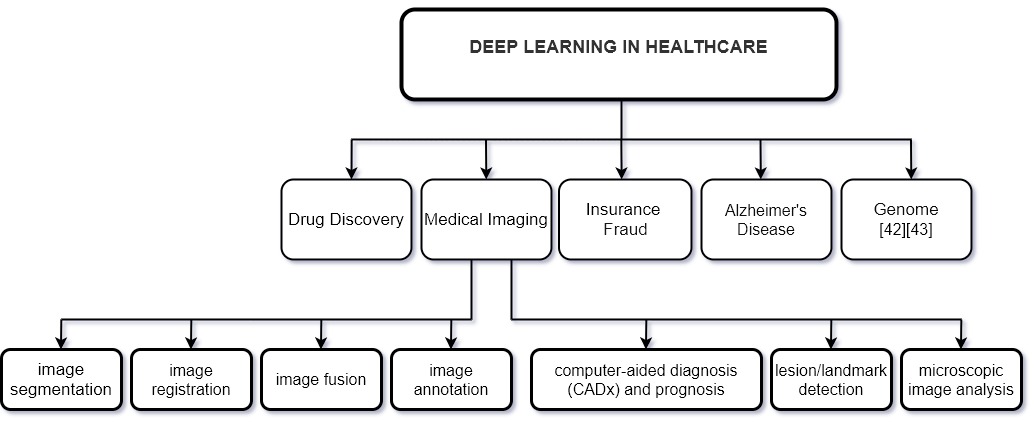 DEEP LEARNING IN HEALTHCARE
Drug Discovery
Medical Imaging
Insurance
Fraud
Alzheimer's
Disease
Genome
[42][43]
image
segmentation
image
registration
image fusion
image
annotation
computer-aided diagnosis
(CADx) and prognosis
lesion/landmark
detection
microscopic
image analysis